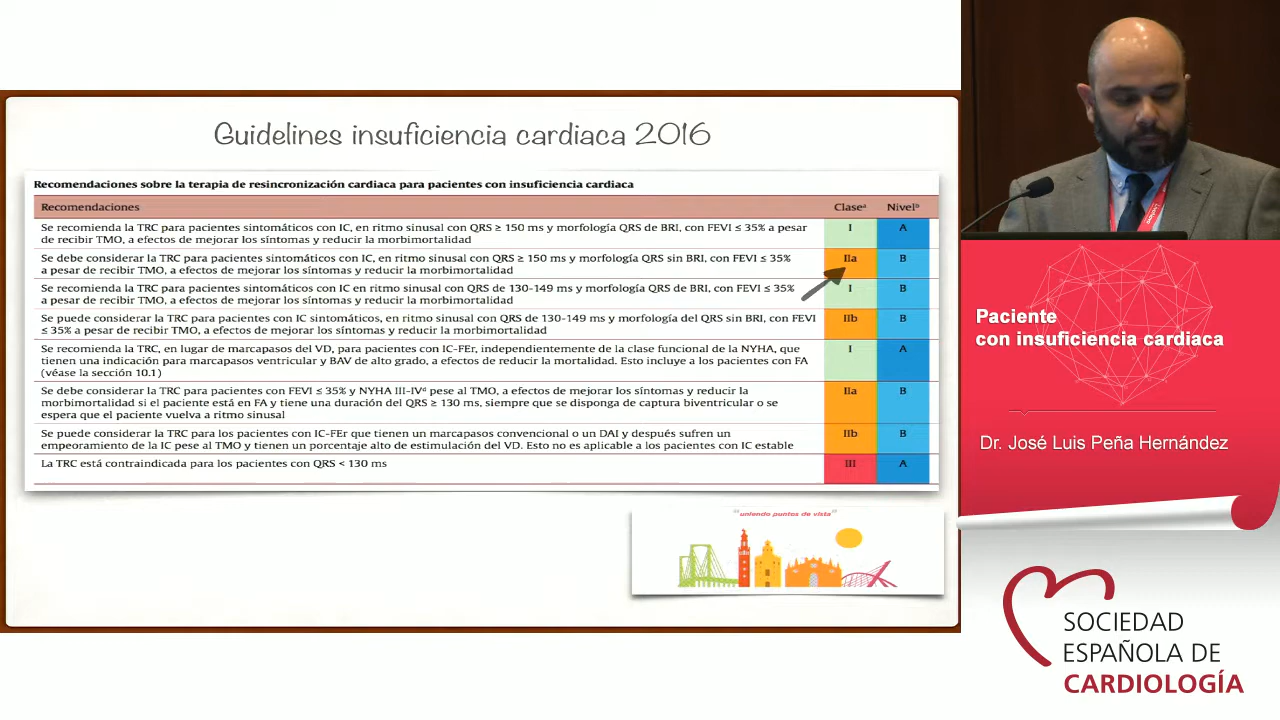 Guidelines insuficiencia cardiaca 2016
Recomendaciones sobre la terapia de resincronización cardiaca para pacientes con insuficiencia cardiaca
Recomendaciones Claseª Nivelᵇ
Se recomienda la TRC para pacientes sintomáticos con IC, en ritmo sinusal con QRS ≥ 150 ms y morfología QRS de BRI, con FEVI ≤ 35% a pesar I A
de recibir TMO, a efectos de mejorar los síntomas y reducir la morbimortalidad
Se debe considerar la TRC para pacientes sintomáticos con IC, en ritmo sinusal con QRS ≥ 150 ms y morfología QRS sin BRI, con FEVI ≤ 35% IIa B
a pesar de recibir TMO, a efectos de mejorar los síntomas y reducir la morbimortalidad
Se recomienda la TRC para pacientes sintomáticos con IC en ritmo sinusal con QRS de 130-149 ms y morfología QRS de BRI, con FEVI ≤ 35% I B
a pesar de recibir TMO, a efectos de mejorar los síntomas y reducir la morbimortalidad
Se puede considerar la TRC para pacientes con IC sintomáticos, en ritmo sinusal con QRS de 130-149 ms y morfología del QRS sin BRI, con FEVI IIb B
≤ 35% a pesar de recibir TMO, a efectos de mejorar los síntomas y reducir la morbimortalidad
Se recomienda la TRC, en lugar de marcapasos del VD, para pacientes con IC-FEr, independientemente de la clase funcional de la NYHA, que I A
tienen una indicación para marcapasos ventricular y BAV de alto grado, a efectos de reducir la mortalidad. Esto incluye a los pacientes con FA
(véase la sección 10.1)
Se debe considerar la TRC para pacientes con FEVI ≤ 35% y NYHA III-IVᵈ pese al TMO, a efectos de mejorar los síntomas y reducir la IIa B
morbimortalidad si el paciente está en FA y tiene una duración del QRS ≥ 130 ms, siempre que se disponga de captura biventricular o se
espera que el paciente vuelva a ritmo sinusal
Se puede considerar la TRC para los pacientes con IC-FEr que tienen un marcapasos convencional o un DAI y después sufren un IIb B
empeoramiento de la IC pese al TMO y tienen un porcentaje alto de estimulación del VD. Esto no es aplicable a los pacientes con IC estable
La TRC está contraindicada para los pacientes con QRS < 130 ms III A
"uniendo puntos de vista"
Paciente
con insuficiencia cardiaca
Dr. José Luis Peña Hernández
SOCIEDAD
ESPAÑOLA DE
CARDIOLOGÍA